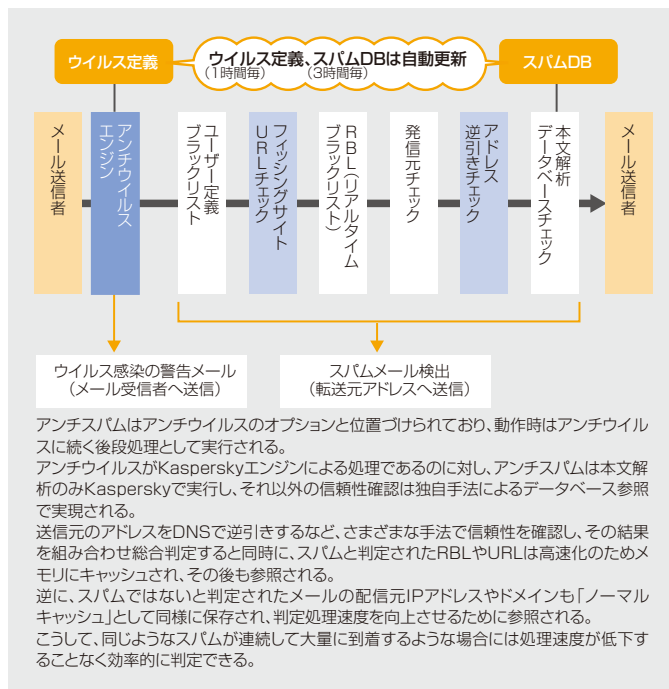 ウイルス定義
ウイルス定義、スパムDBは自動更新
(1時間毎) (3時間毎)
スパムDB
メール送信者
アンチウイルス
エンジン
ユーザー定義
ブラックリスト
フィッシングサイト
URLチェック
RBL(リアルタイム
ブラックリスト)
発信元チェック
アドレス
逆引きチェック
本文解析
データベースチェック
メール送信者
ウイルス感染の警告メール
(メール受信者へ送信)
スパムメール検出
(転送元アドレスへ送信)
アンチスパムはアンチウイルスのオプションと位置づけられており、動作時はアンチウイル
スに続く後段処理として実行される。
アンチウイルスがKasperskyエンジンによる処理であるのに対し、アンチスパムは本文解
析のみKasperskyで実行し、それ以外の信頼性確認は独自手法によるデータベース参照
で実現される。
送信元のアドレスをDNSで逆引きするなど、さまざまな手法で信頼性を確認し、その結果
を組み合わせ総合判定すると同時に、スパムと判定されたRBLやURLは高速化のためメ
モリにキャッシュされ、その後も参照される。
逆に、スパムではないと判定されたメールの配信元IPアドレスやドメインも「ノーマル
キャッシュ」として同様に保存され、判定処理速度を向上させるために参照される。
こうして、同じようなスパムが連続して大量に到着するような場合には処理速度が低下す
ることなく効率的に判定できる。